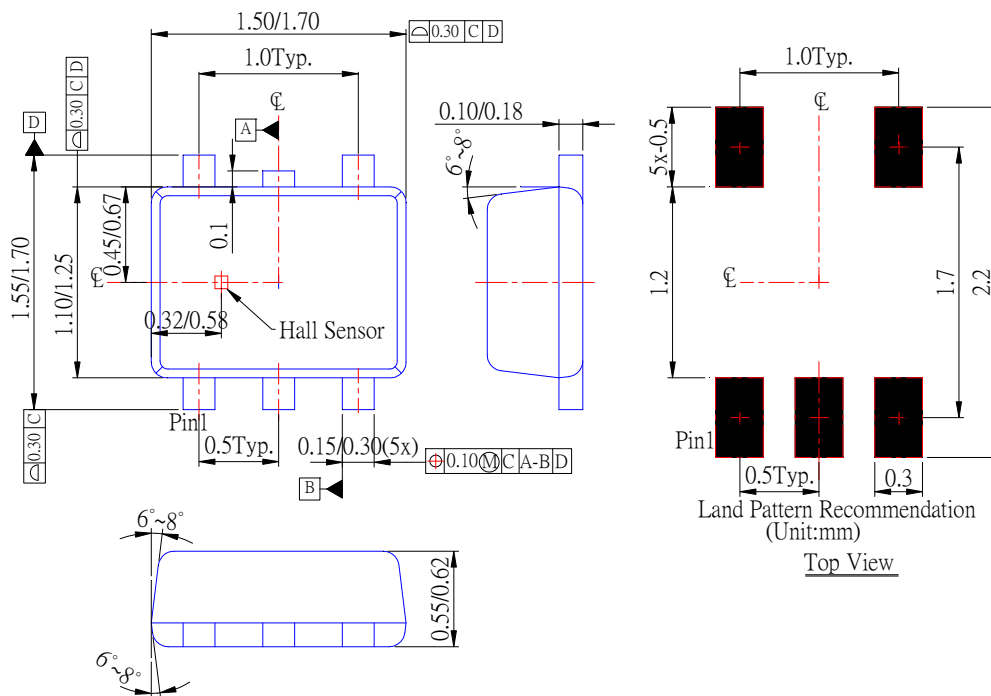 1.50/1.70
⌓ 0.30 C D
1.0Typ.
℄
A
⌓ 0.30 C D
D
0.10/0.18
6°~8°
1.0Typ.
℄
5x-0.5
1.55/1.70
1.10/1.25
0.45/0.67
0.1
℄
0.32/0.58
Hall Sensor
1.2
℄
1.7
2.2
⌓ 0.30 C
Pin1
0.5Typ.
0.15/0.30(5x)
B
⌖ 0.10 Ⓜ C A-B D
Pin1
0.5Typ.
0.3
Land Pattern Recommendation
(Unit:mm)
Top View
6°~8°
0.55/0.62
6°~8°